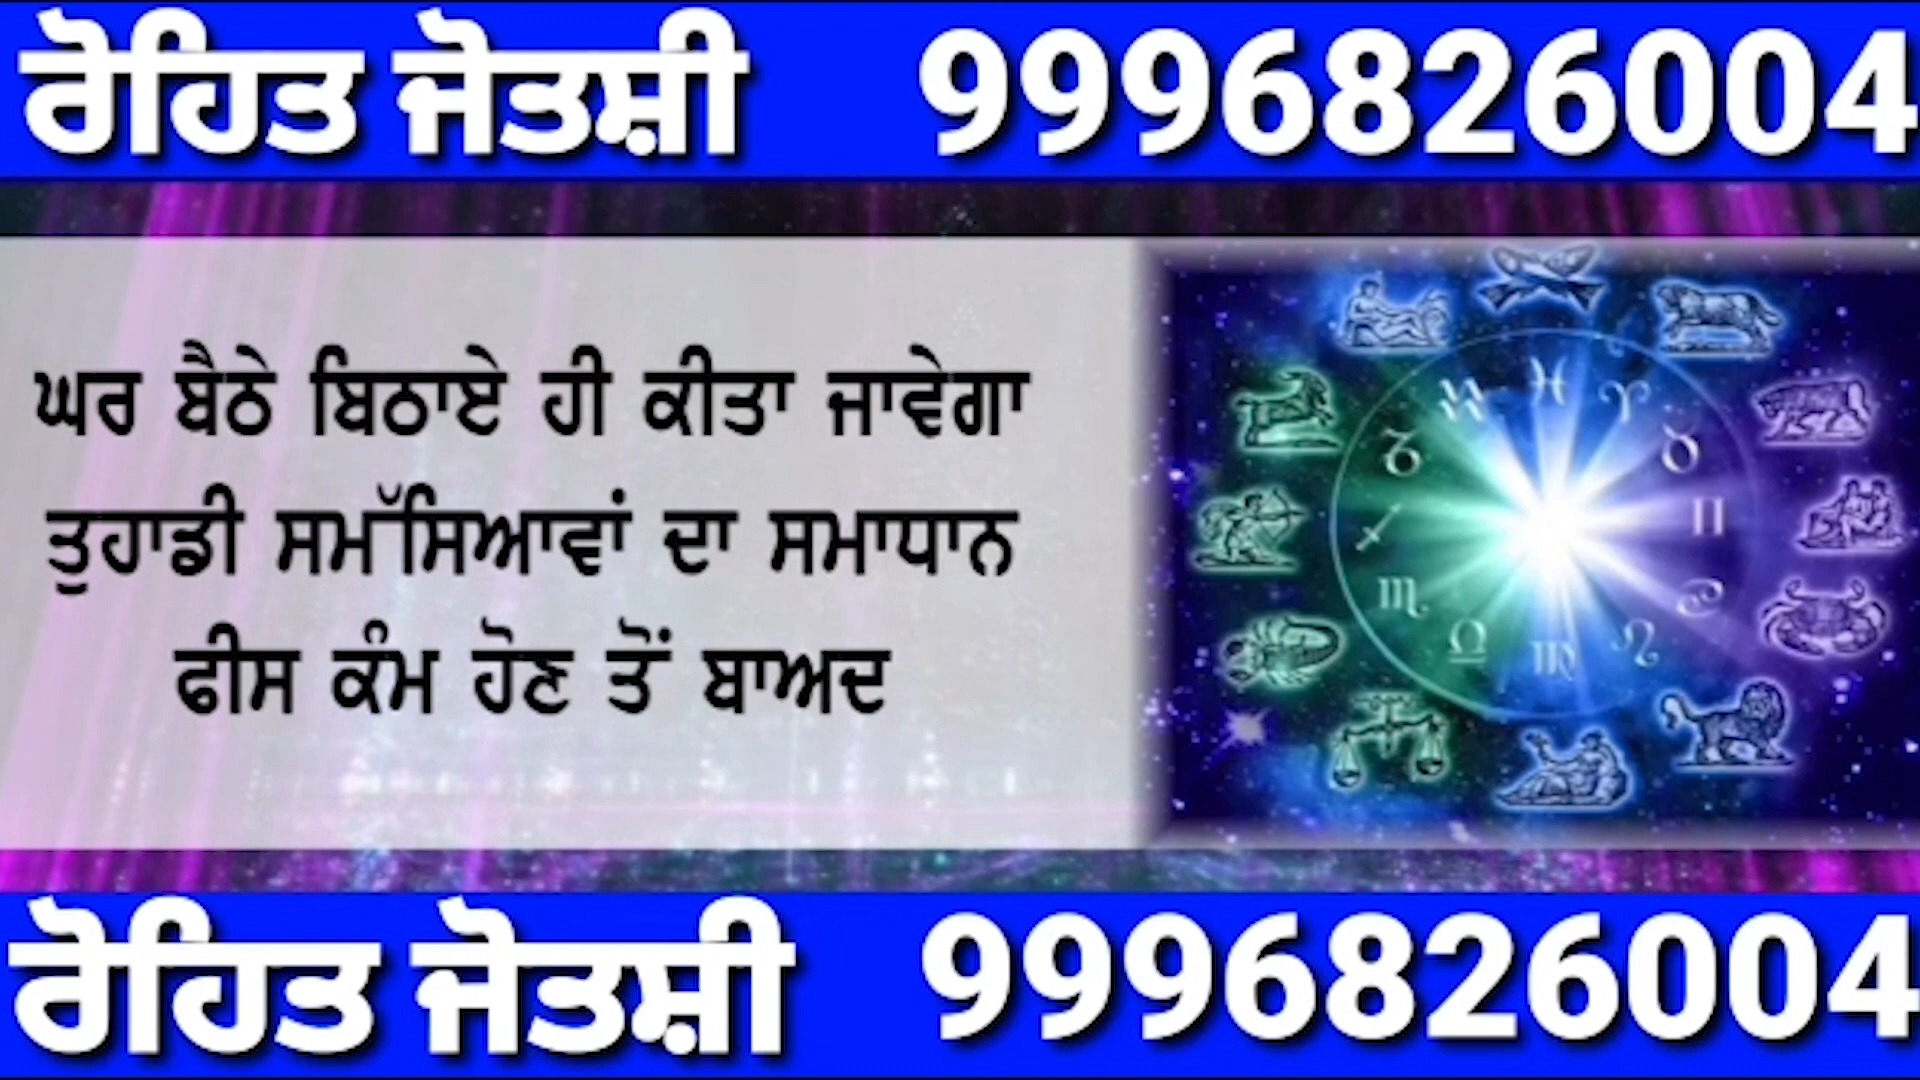 ਰੋਹਿਤ ਜੋਤਸ਼ੀ 9996826004
ਘਰ ਬੈਠੇ ਬਿਠਾਏ ਹੀ ਕੀਤਾ ਜਾਵੇਗਾ
ਤੁਹਾਡੀ ਸਮੱਸਿਆਵਾਂ ਦਾ ਸਮਾਧਾਨ
ਫੀਸ ਕੰਮ ਹੋਣ ਤੋਂ ਬਾਅਦ
ਰੋਹਿਤ ਜੋਤਸ਼ੀ 9996826004